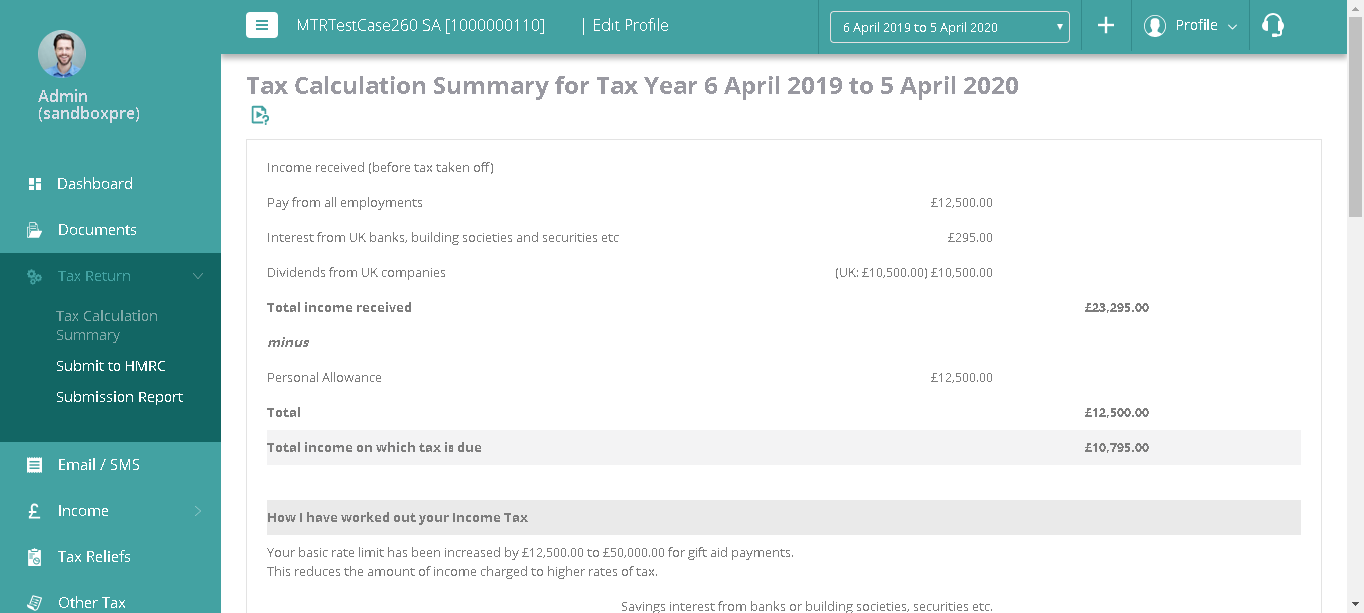 MTRTestCase260 SA [1000000110] | Edit Profile
6 April 2019 to 5 April 2020
Profile
Admin
(sandboxpre)
Dashboard
Documents
Tax Return
Tax Calculation
Summary
Submit to HMRC
Submission Report
Email / SMS
£ Income
Tax Reliefs
Other Tax
Tax Calculation Summary for Tax Year 6 April 2019 to 5 April 2020
Income received (before tax taken off)
Pay from all employments £12,500.00
Interest from UK banks, building societies and securities etc £295.00
Dividends from UK companies (UK: £10,500.00) £10,500.00
Total income received £23,295.00
minus
Personal Allowance £12,500.00
Total £12,500.00
Total income on which tax is due £10,795.00
How I have worked out your Income Tax
Your basic rate limit has been increased by £12,500.00 to £50,000.00 for gift aid payments.
This reduces the amount of income charged to higher rates of tax.
Savings interest from banks or building societies, securities etc.